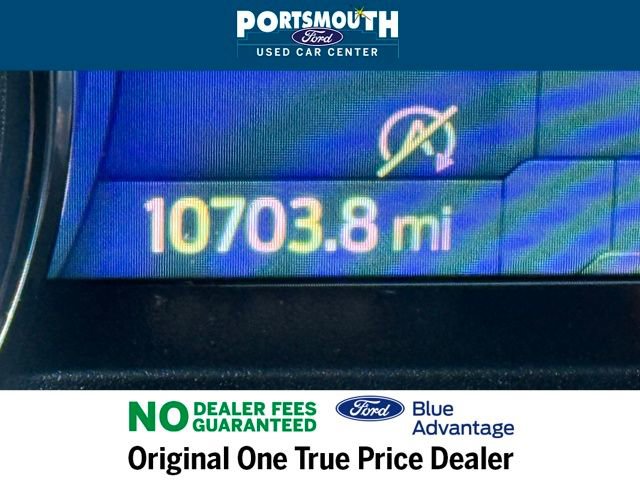 PORTSMOUTH
Ford
USED CAR CENTER
A
10703.8 mi
NO DEALER FEES
GUARANTEED
Ford Blue
Advantage
Original One True Price Dealer